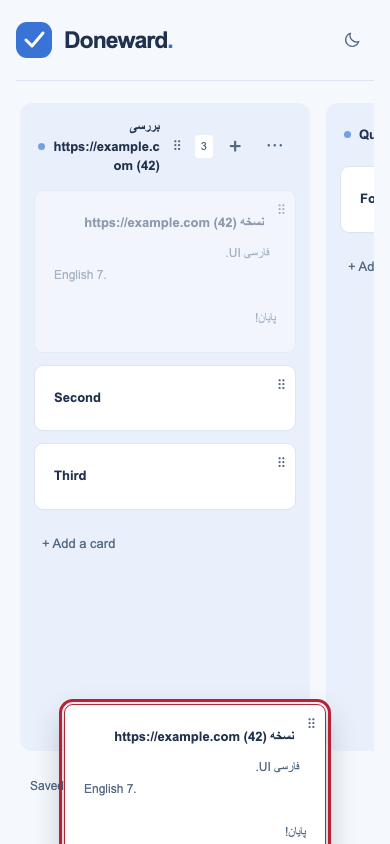 Doneward.
بررسی
https://example.c
om (42)
3
Qu
نسخه https://example.com (42)
فارسی UI.
English 7.
پایان!
Fo
+ Ad
Second
Third
+ Add a card
نسخه https://example.com (42)
فارسی UI.
Saved
English 7.
پایان!